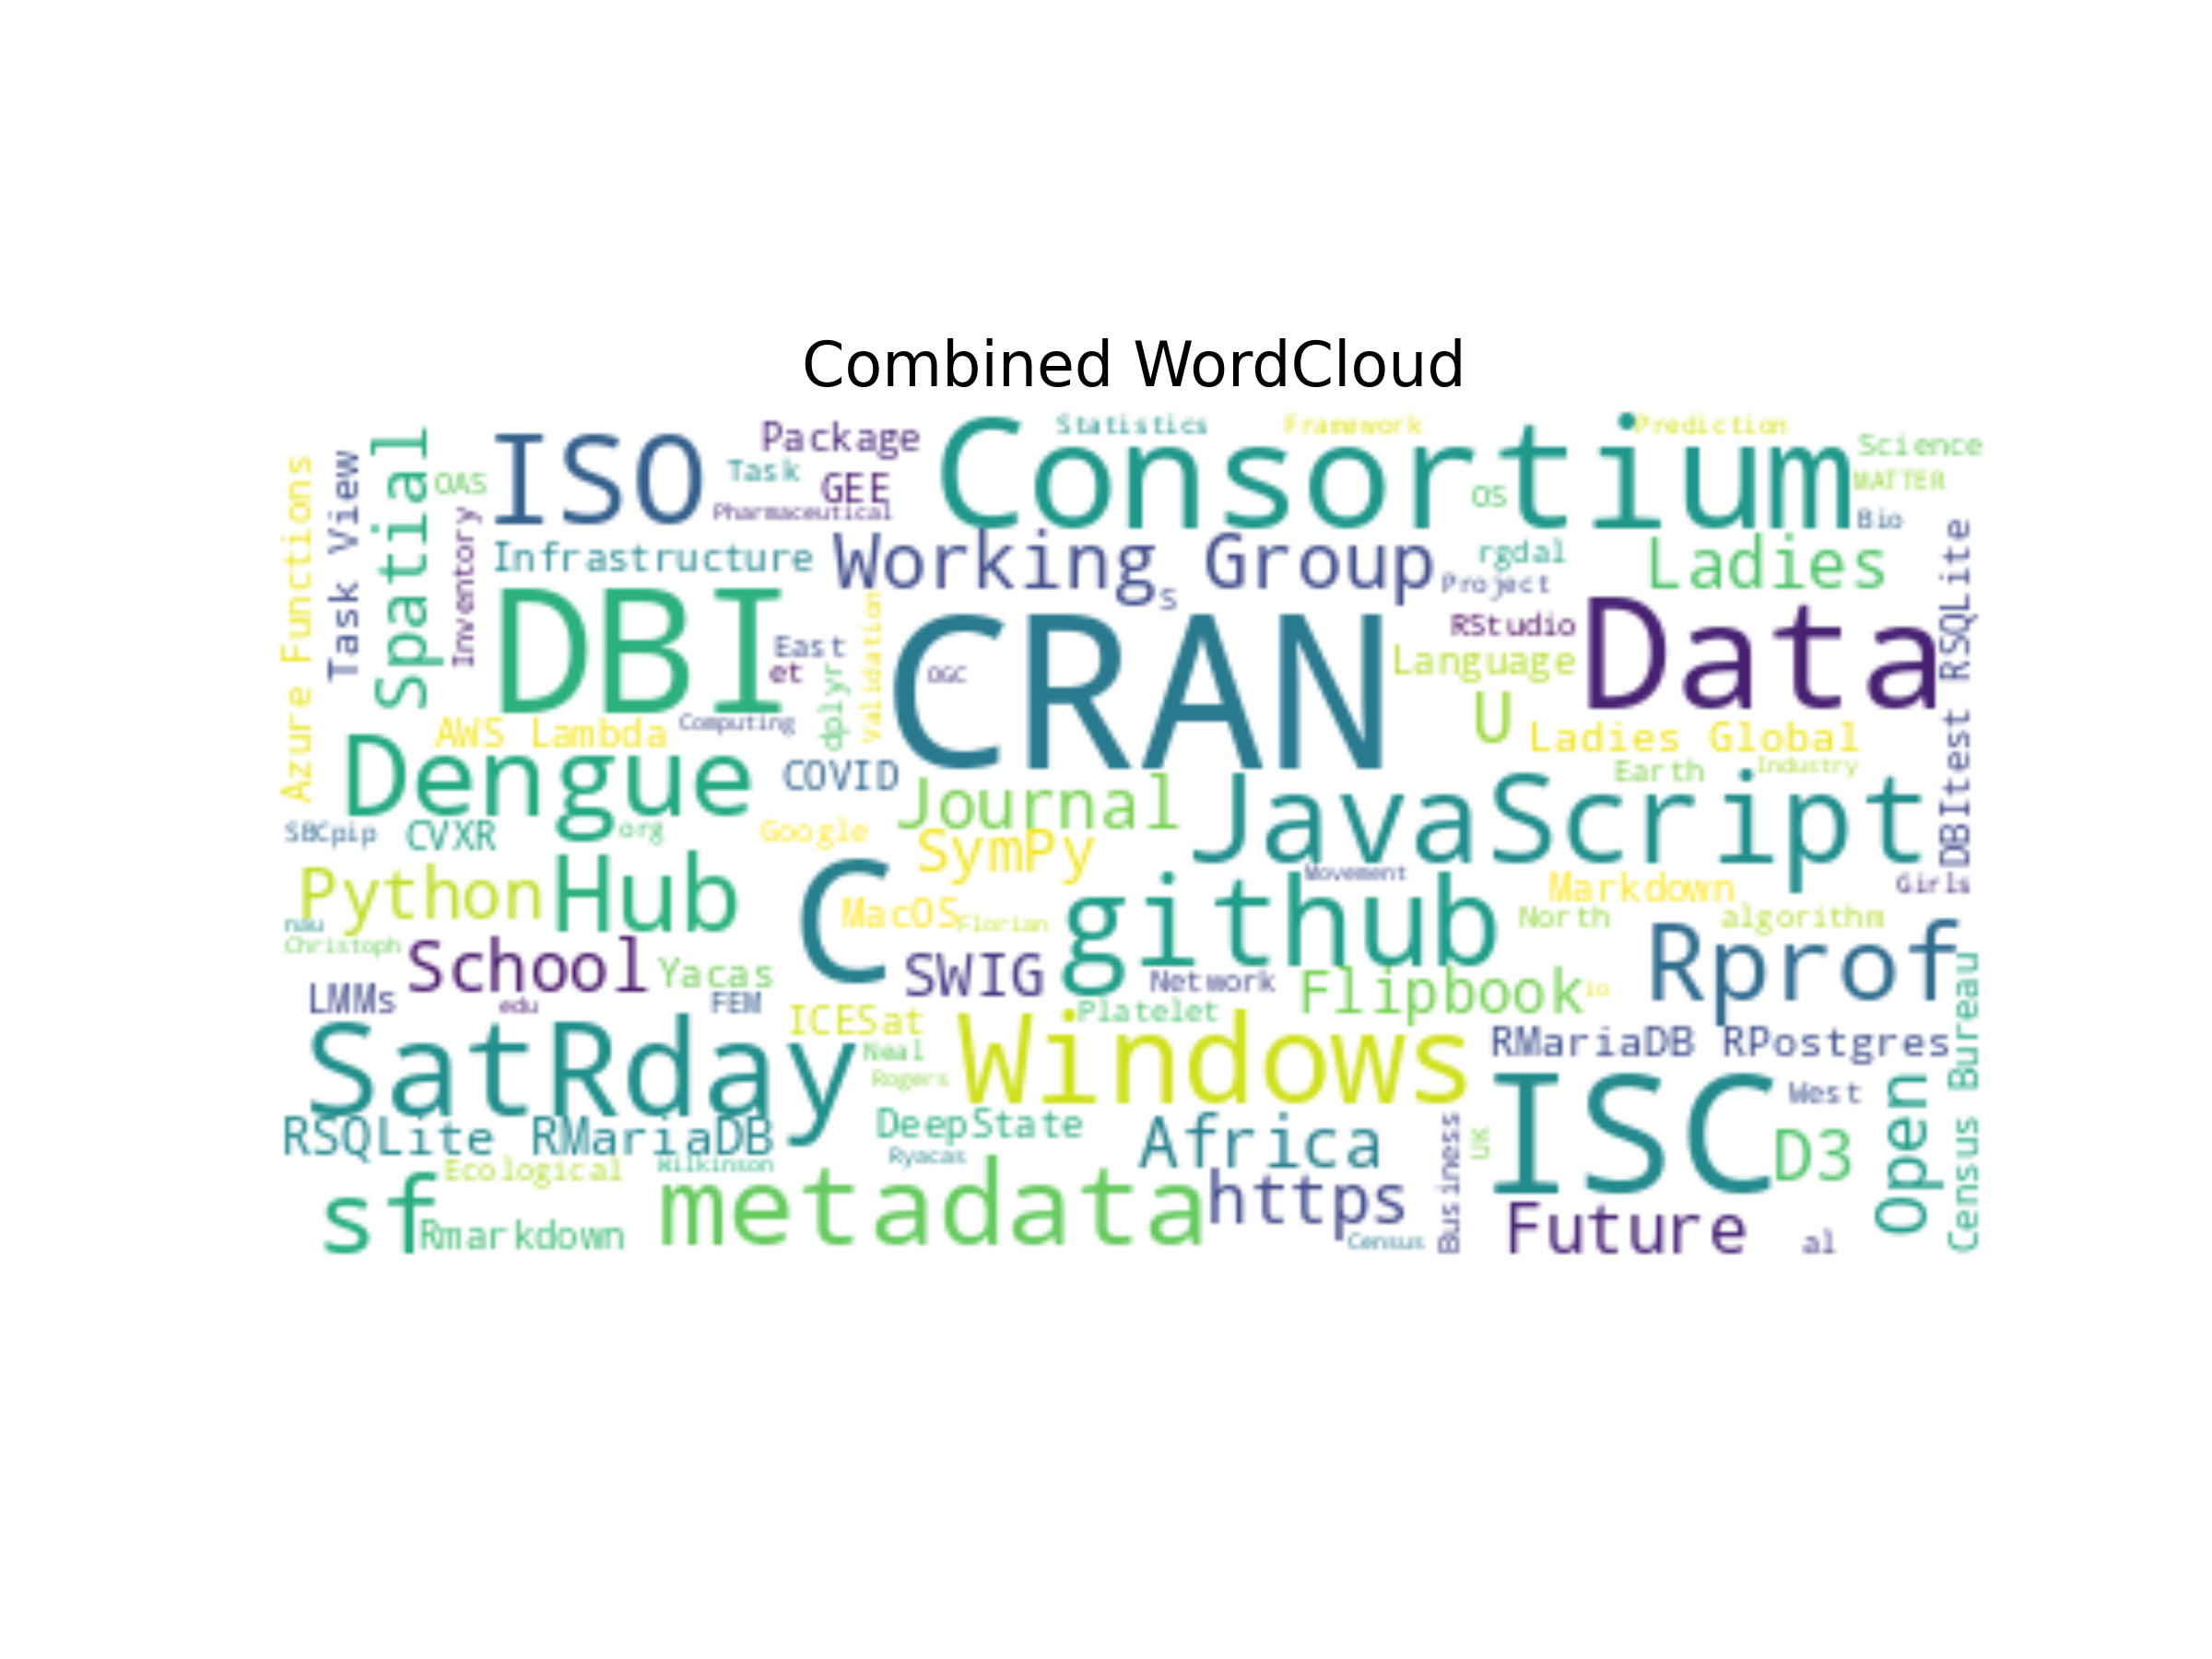 Combined WordCloud
Statistics
Framework
Prediction
Package
Consortium
Science
ISO
Task
GEE
OS
MATTER
OAS
Pharmaceutical
Bio
Spatial
Task View
Azure Functions
Inventory
Infrastructure
Working Group
rgdal
Ladies
Project
s
DBI
CRAN
RStudio
Data
East
et
OGC
Language
dplyr
Validation
DBItest RSQLite
U
AWS Lambda
Computing
Ladies Global
Dengue
COVID
Earth
Industry
Journal
JavaScript
SBCpip
CVXR
org
Google
SymPy
Python
Hub
C
Movement
Markdown
Girls
github
MacOS
Florian
North
algorithm
nau
Christoph
School
Yacas
SWIG
Network
Flipbook
io
Rprof
LMMs
edu
FEM
ICESat
Platelet
SatRday
Neal
Windows
RMariaDB RPostgres
Rogers
ISC
West
Open
Census Bureau
RSQLite RMariaDB
DeepState
Africa
Business
UK
D3
Ryacas
Ecological
Wilkinson
sf
metadata
https
Rmarkdown
Census
Future
al